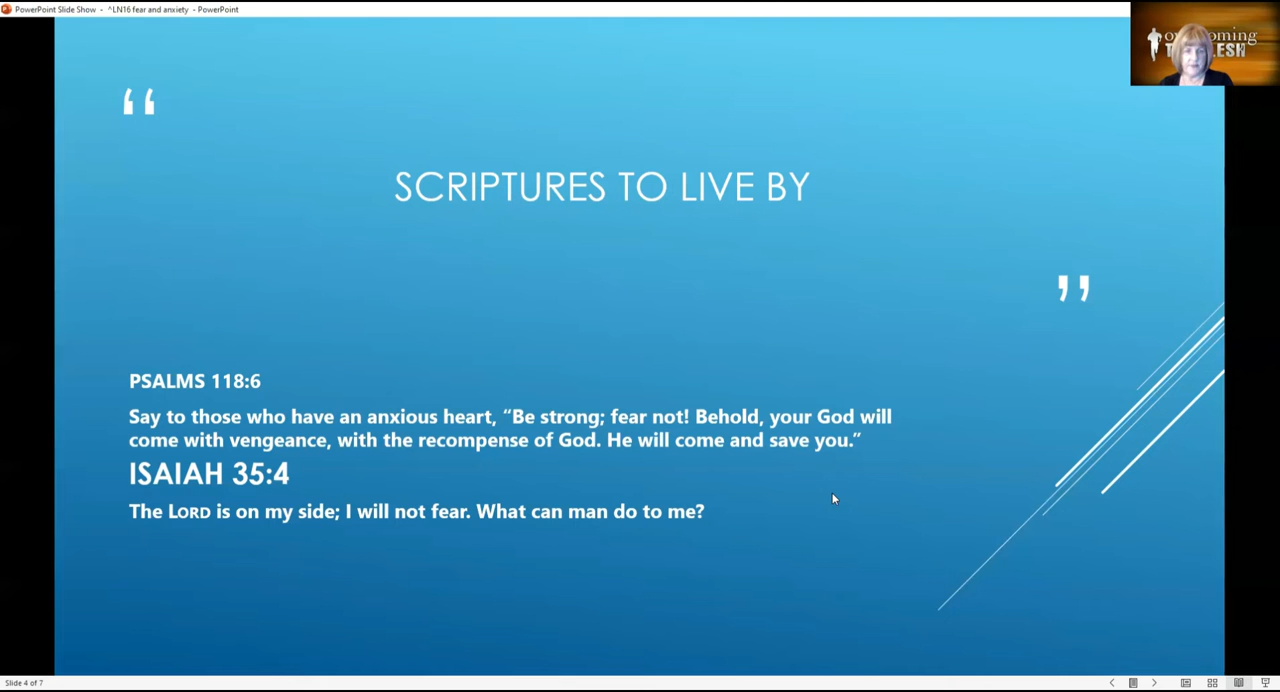 PowerPoint Slide Show - ^LN16 fear and anxiety - PowerPoint
“
SCRIPTURES TO LIVE BY
”
PSALMS 118:6
Say to those who have an anxious heart, “Be strong; fear not! Behold, your God will
come with vengeance, with the recompense of God. He will come and save you.”
ISAIAH 35:4
The LORD is on my side; I will not fear. What can man do to me?
Slide 4 of 7